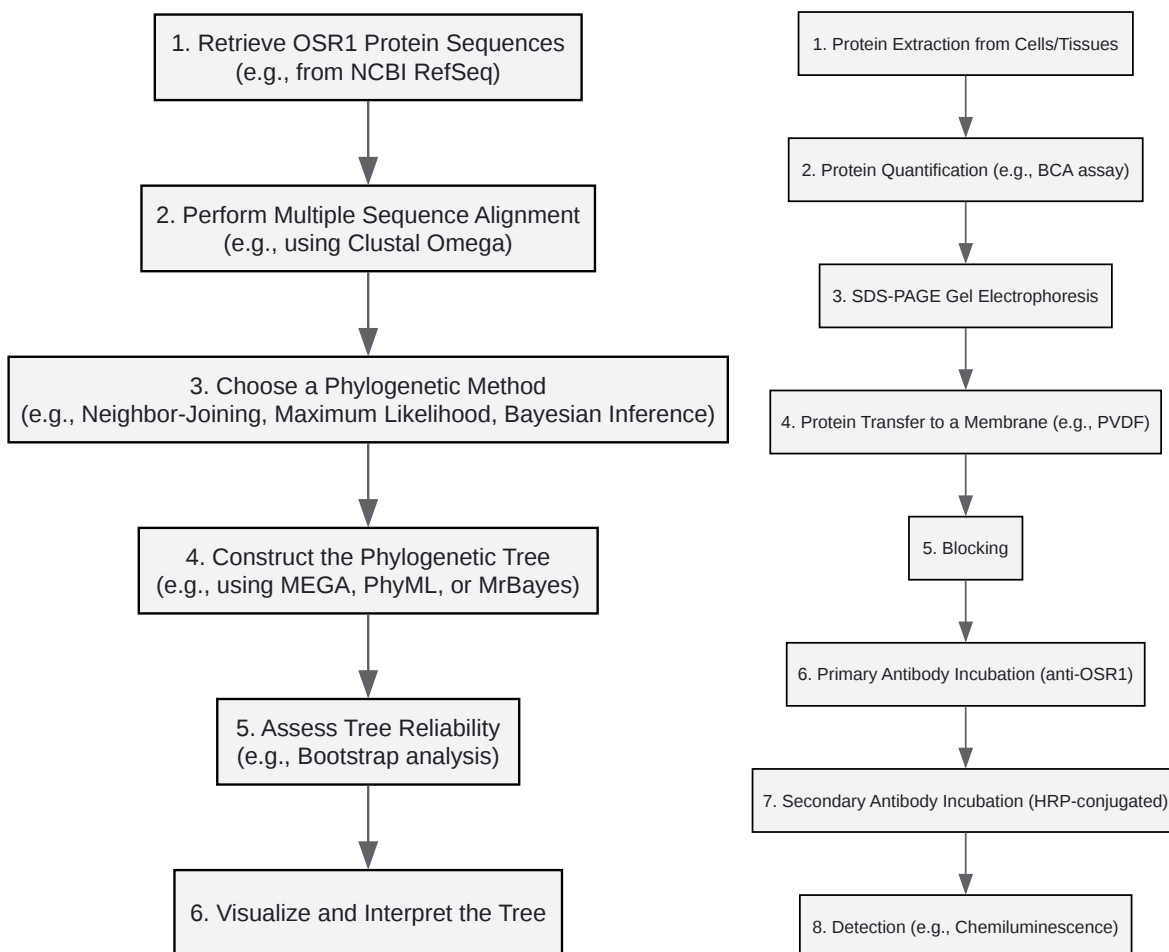 1. Retrieve OSR1 Protein Sequences
(e.g., from NCBI RefSeq)
2. Perform Multiple Sequence Alignment
(e.g., using Clustal Omega)
3. Choose a Phylogenetic Method
(e.g., Neighbor-Joining, Maximum Likelihood, Bayesian Inference)
4. Construct the Phylogenetic Tree
(e.g., using MEGA, PhyML, or MrBayes)
5. Assess Tree Reliability
(e.g., Bootstrap analysis)
6. Visualize and Interpret the Tree
1. Protein Extraction from Cells/Tissues
2. Protein Quantification (e.g., BCA assay)
3. SDS-PAGE Gel Electrophoresis
4. Protein Transfer to a Membrane (e.g., PVDF)
5. Blocking
6. Primary Antibody Incubation (anti-OSR1)
7. Secondary Antibody Incubation (HRP-conjugated)
8. Detection (e.g., Chemiluminescence)